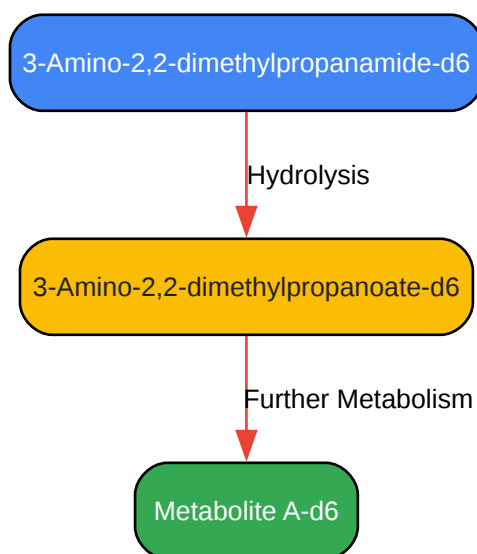 3-Amino-2,2-dimethylpropanamide-d6
Hydrolysis
3-Amino-2,2-dimethylpropanoate-d6
Further Metabolism
Metabolite A-d6